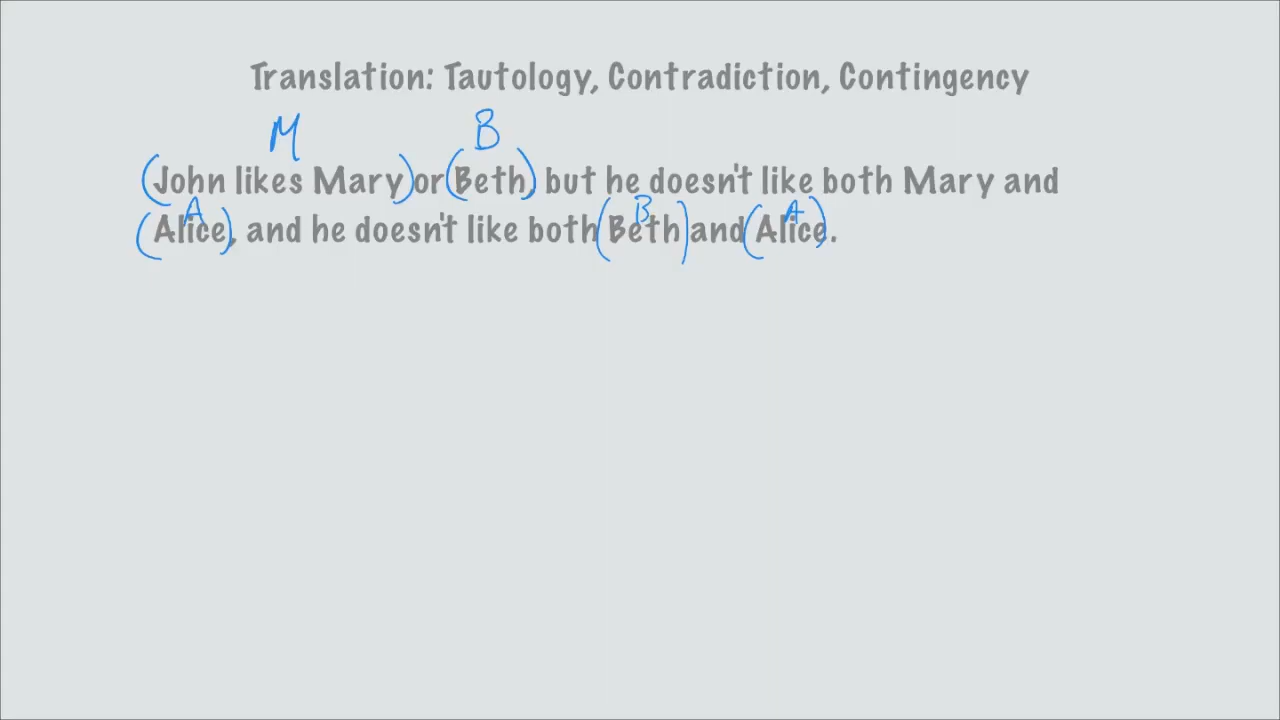 Translation: Tautology, Contradiction, Contingency
M B
(John likes Mary) or (Beth), but he doesn't like both Mary and
A B A
(Alice), and he doesn't like both (Beth) and (Alice).